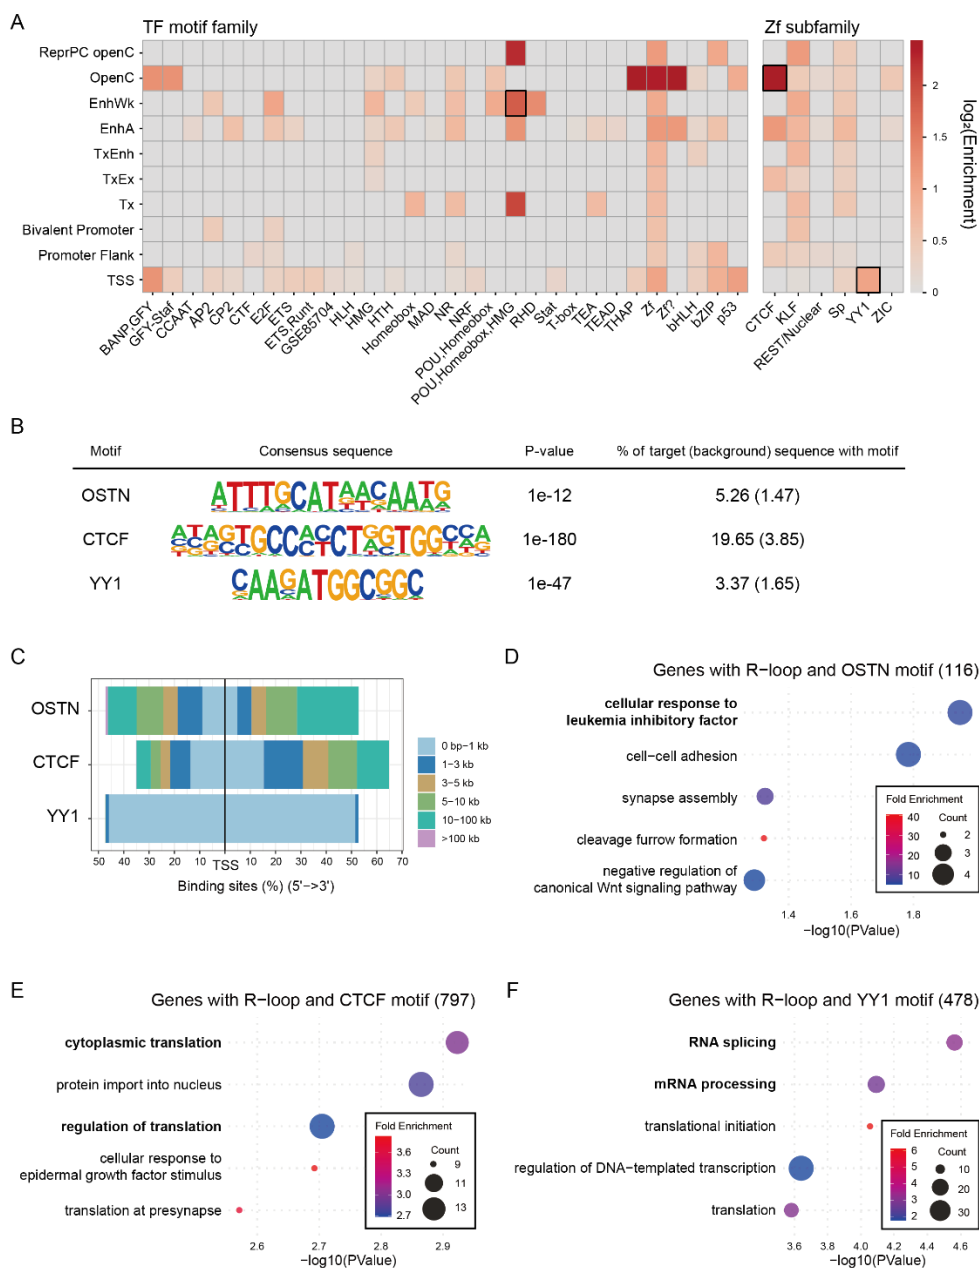 A
TF motif family
Zf subfamily
ReprPC openC
OpenC
EnhWk
EnhA
TxEnh
TxEx
Tx
Bivalent Promoter
Promoter Flank
TSS
BANP,GFY
GFY-Staf
CCAAT
AP2
CP2
CTF
E2F
ETS
ETS,Runt
GSE85704
HLH
HMG
HTH
Homeobox
MAD
NR
NRF
POU,Homeobox
POU,Homeobox,HMG
RHD
Stat
T-box
TEA
TEAD
THAP
Zf
Zf?
bHLH
bZIP
p53
CTCF
KLF
REST/Nuclear
Sp
YY1
ZIC
2
1.5
1
0.5
0
log₂(Enrichment)
B
Motif Consensus sequence P-value % of target (background) sequence with motif
OSTN ATTTGCATAACAATG 1e-12 5.26 (1.47)
CTCF ATAGTGCCACCTAGTGGCCA 1e-180 19.65 (3.85)
YY1 CAAGATGGCGGC 1e-47 3.37 (1.65)
C
OSTN
CTCF
YY1
50 40 30 20 10 TSS 10 20 30 40 50 60 70
Binding sites (%) (5'->3')
0 bp-1 kb
1-3 kb
3-5 kb
5-10 kb
10-100 kb
>100 kb
D
Genes with R-loop and OSTN motif (116)
cellular response to
leukemia inhibitory factor
cell-cell adhesion
synapse assembly
cleavage furrow formation
negative regulation of
canonical Wnt signaling pathway
1.4 1.6 1.8
-log10(PValue)
Fold Enrichment
40
30
20
10
Count
2
3
4
E
Genes with R-loop and CTCF motif (797)
cytoplasmic translation
protein import into nucleus
regulation of translation
cellular response to
epidermal growth factor stimulus
translation at presynapse
2.6 2.7 2.8 2.9
-log10(PValue)
Fold Enrichment
3.6
3.3
3.0
2.7
Count
9
11
13
F
Genes with R-loop and YY1 motif (478)
RNA splicing
mRNA processing
translational initiation
regulation of DNA-templated transcription
translation
3.6 3.8 4.0 4.2 4.4 4.6
-log10(PValue)
Fold Enrichment
6
5
4
3
2
Count
10
20
30